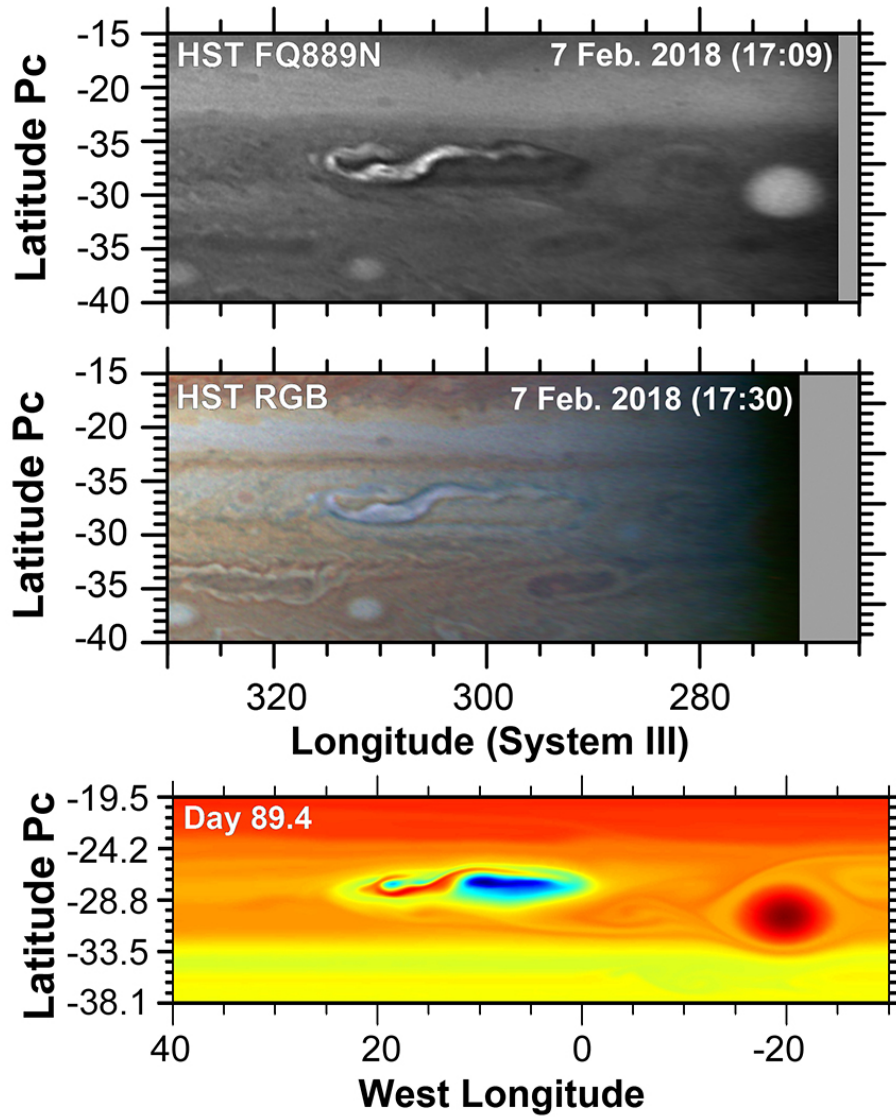 -15
HST FQ889N 7 Feb. 2018 (17:09)
-20
-25
-30
-35
-40
Latitude Pc
-15
HST RGB 7 Feb. 2018 (17:30)
-20
-25
-30
-35
-40
Latitude Pc
320 300 280
Longitude (System III)
-19.5
Day 89.4
-24.2
-28.8
-33.5
-38.1
Latitude Pc
40 20 0 -20
West Longitude